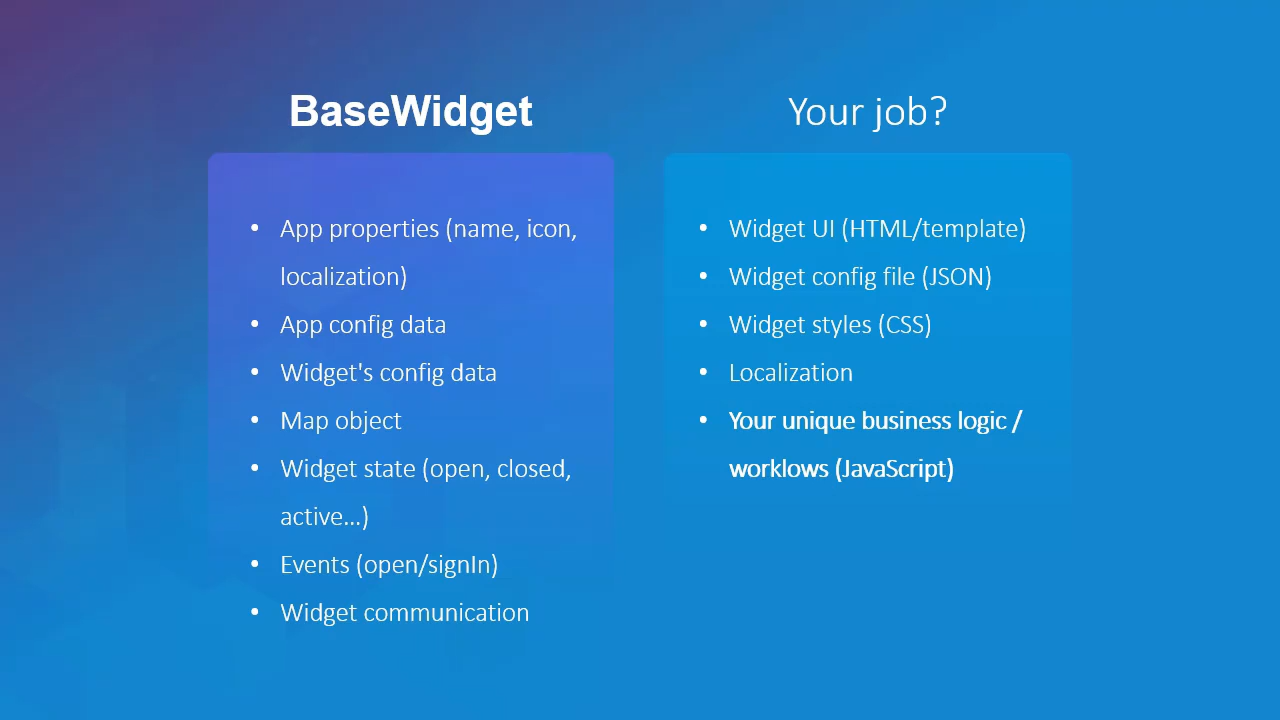 BaseWidget
• App properties (name, icon,
localization)
• App config data
• Widget's config data
• Map object
• Widget state (open, closed,
active...)
• Events (open/signIn)
• Widget communication
Your job?
• Widget UI (HTML/template)
• Widget config file (JSON)
• Widget styles (CSS)
• Localization
• Your unique business logic /
worklows (JavaScript)